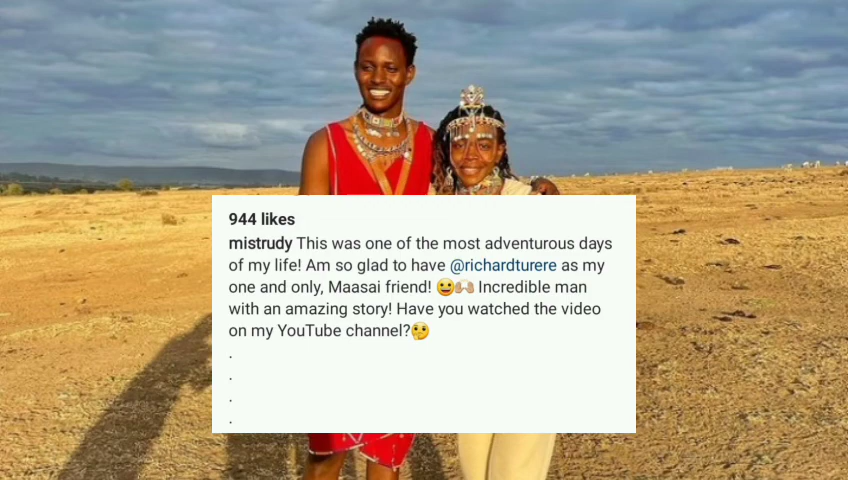 944 likes
mistrudy This was one of the most adventurous days
of my life! Am so glad to have @richardturere as my
one and only, Maasai friend! 😀🙌🏼 Incredible man
with an amazing story! Have you watched the video
on my YouTube channel?🤔
.
.
.
.